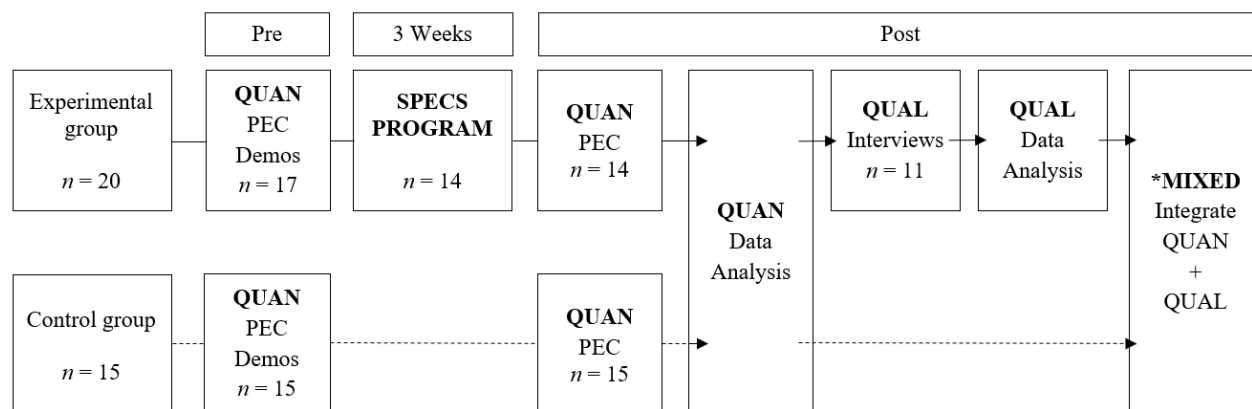 Pre
3 Weeks
Post
Experimental
group
n = 20
QUAN
PEC
Demos
n = 17
SPECS
PROGRAM
n = 14
QUAN
PEC
n = 14
QUAN
Data
Analysis
QUAL
Interviews
n = 11
QUAL
Data
Analysis
*MIXED
Integrate
QUAN
+
QUAL
Control group
n = 15
QUAN
PEC
Demos
n = 15
QUAN
PEC
n = 15